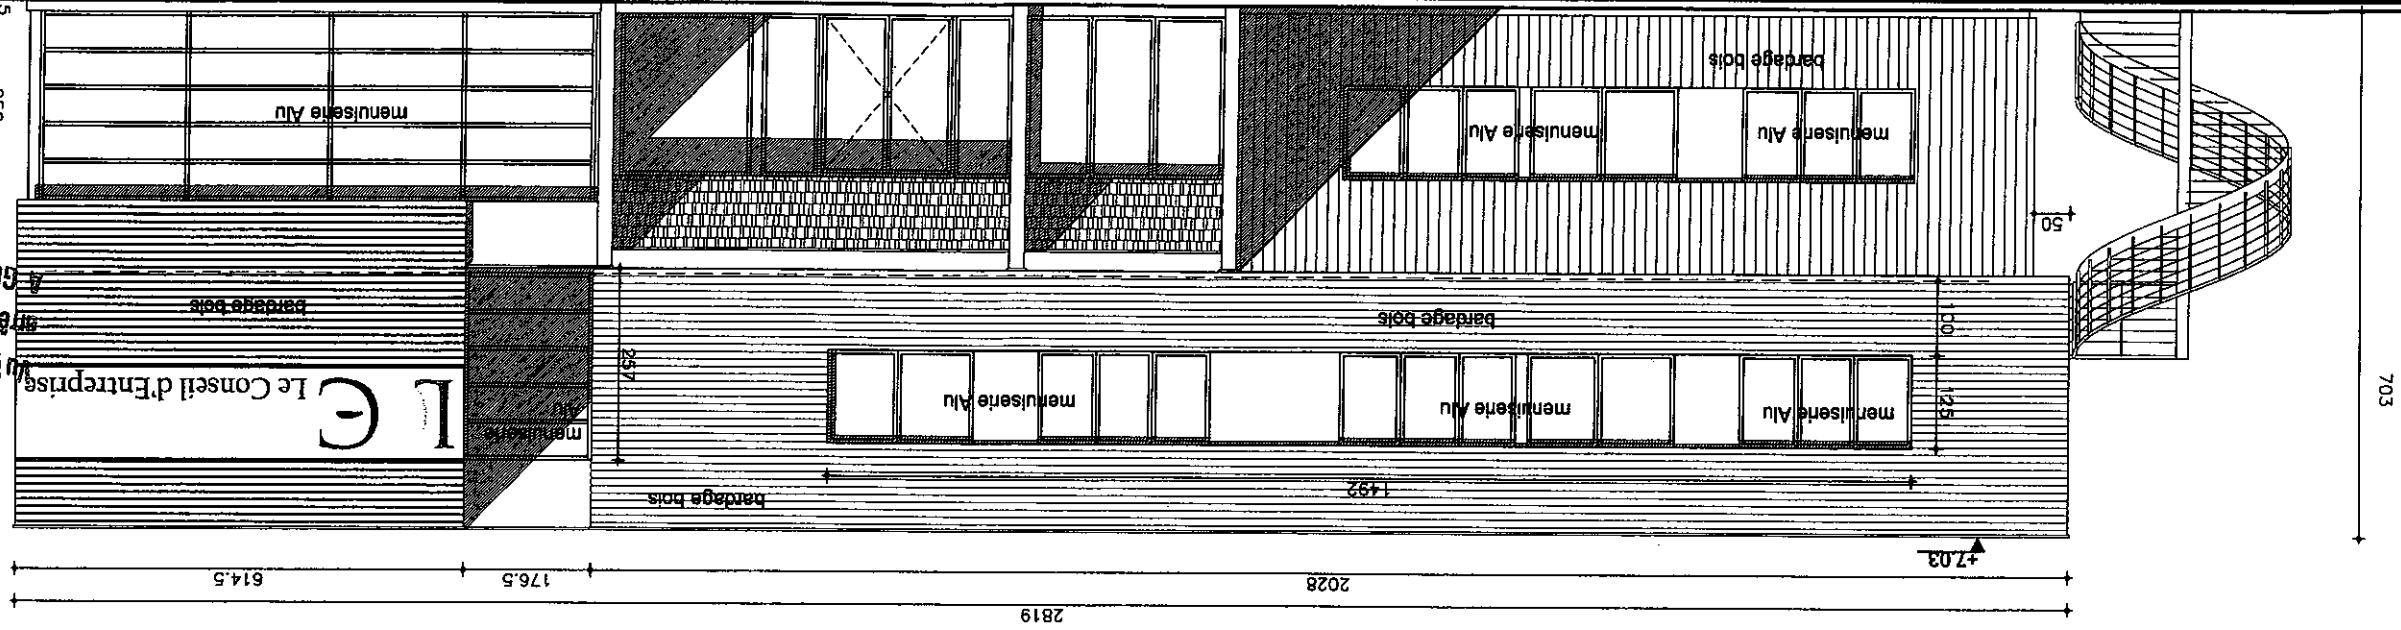 2819
2028
176.5
614.5
+7.03
1492
bardage bois
menuiserie Alu
menuiserie Alu
menuiserie Alu
menuiserie
Alu
Le Conseil d'Entreprise
125
257
703
bardage bois
bardage bois
50
menuiserie Alu
menuiserie Alu
menuiserie Alu
bardage bois